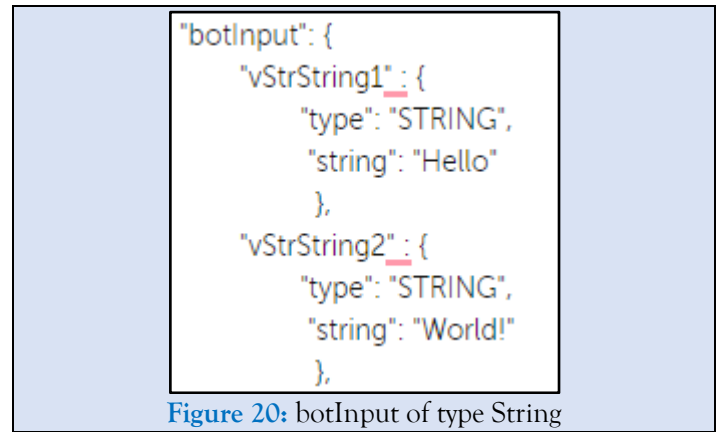 "botInput": {
"vStrString1" : {
"type": "STRING",
"string": "Hello"
},
"vStrString2" : {
"type": "STRING",
"string": "World!"
},
Figure 20: botInput of type String